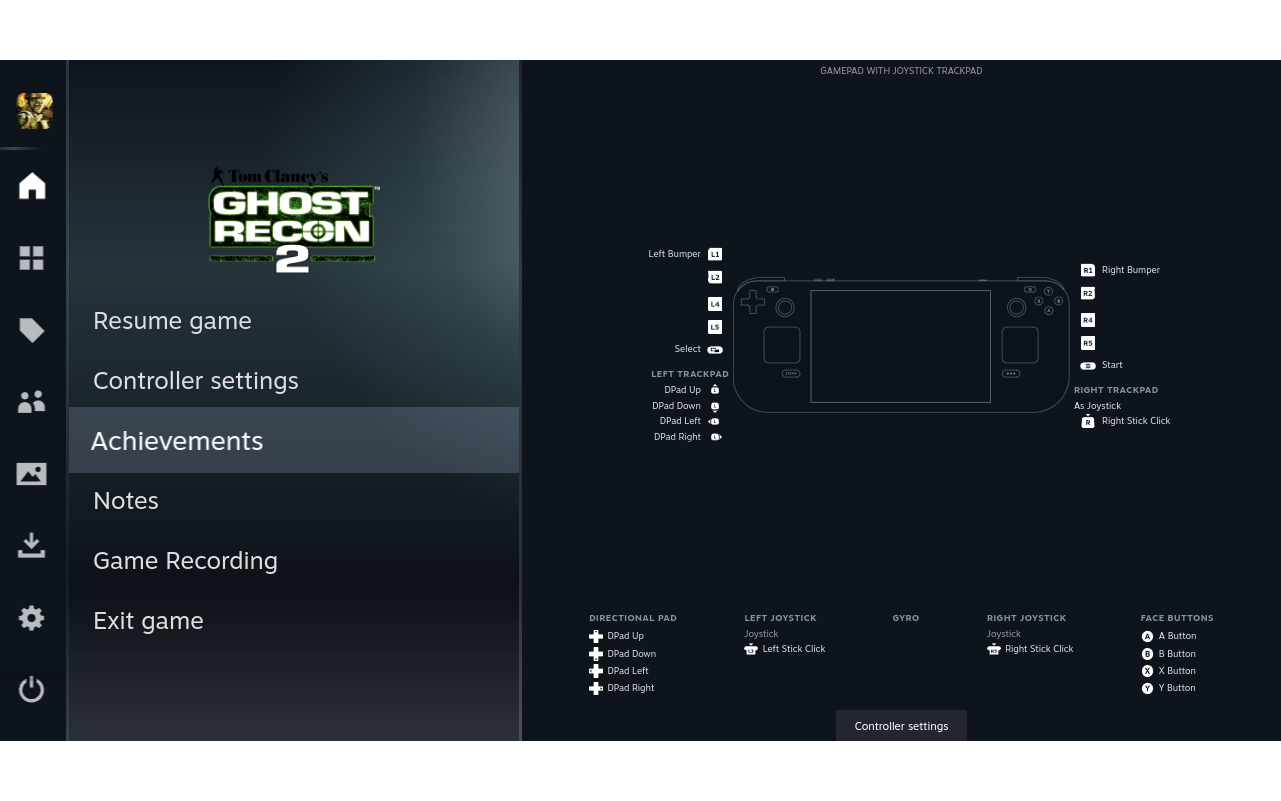 GAMEPAD WITH JOYSTICK TRACKPAD
Tom Clancy's
GHOST
RECON
2
™
Resume game
Controller settings
Achievements
Notes
Game Recording
Exit game
Left Bumper L1
L2
L4
L5
Select
LEFT TRACKPAD
DPad Up
DPad Down
DPad Left
DPad Right
R1 Right Bumper
R2
R4
R5
Start
RIGHT TRACKPAD
As Joystick
R Right Stick Click
Y
X B
A
STEAM
DIRECTIONAL PAD
DPad Up
DPad Down
DPad Left
DPad Right
LEFT JOYSTICK
Joystick
Left Stick Click
GYRO
RIGHT JOYSTICK
Joystick
Right Stick Click
FACE BUTTONS
A A Button
B B Button
X X Button
Y Y Button
Controller settings